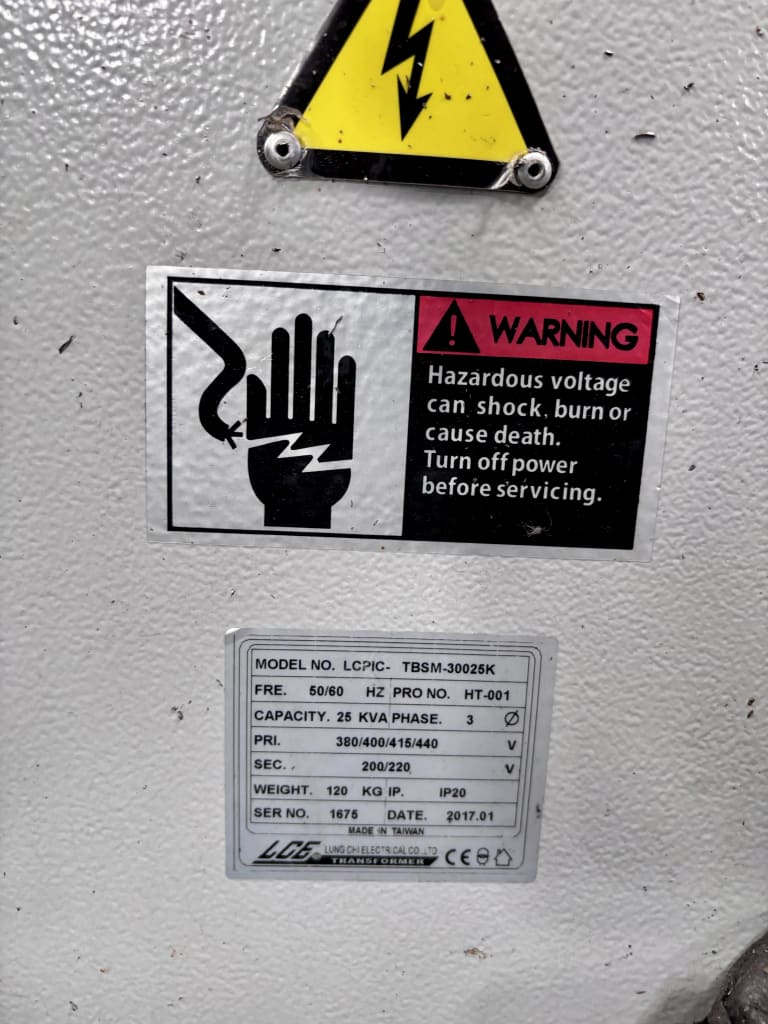 WARNING
Hazardous voltage
can shock, burn or
cause death.
Turn off power
before servicing.
MODEL NO. LCPIC- TBSM-30025K
FRE. 50/60 HZ PRO NO. HT-001
CAPACITY. 25 KVA PHASE. 3 Ø
PRI. 380/400/415/440 V
SEC. 200/220 V
WEIGHT. 120 KG IP. IP20
SER NO. 1675 DATE. 2017.01
MADE IN TAIWAN
LCE® LUNG CHI ELECTRICAL CO.,LTD
TRANSFORMER CE